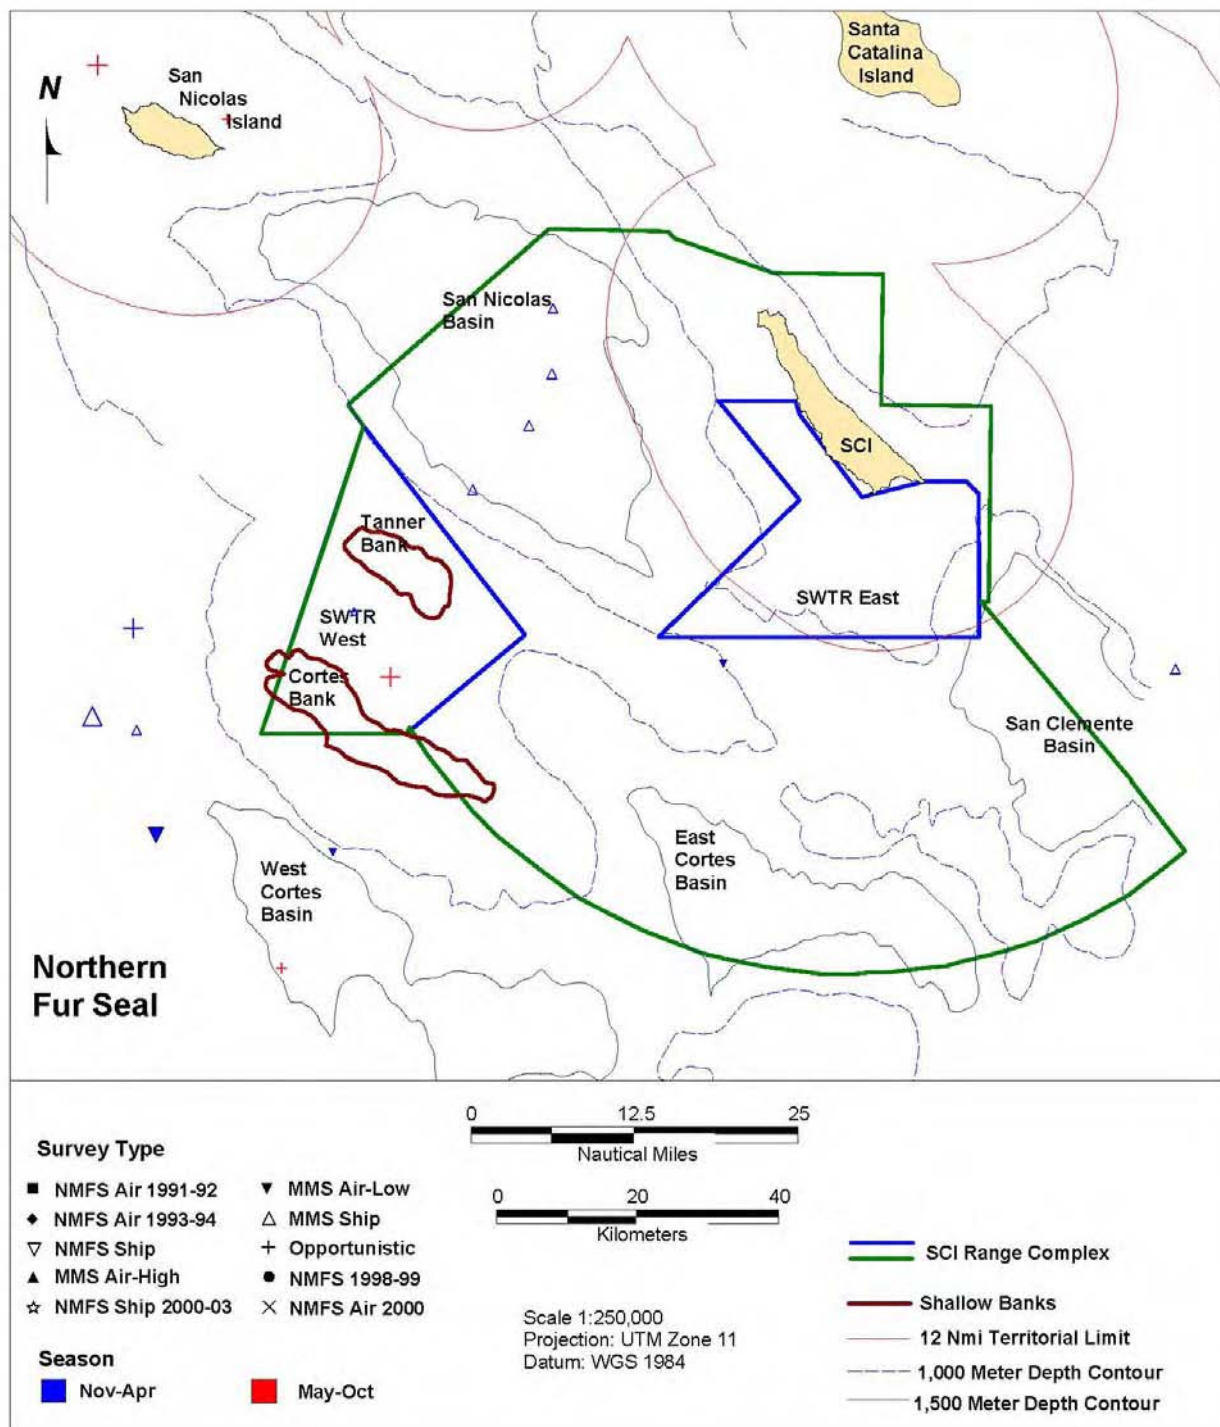 Santa
Catalina
Island
San
Nicolas
Island
N
San Nicolas
Basin
SCI
Tanner
Bank
SWTR East
SWTR
West
Cortes
Bank
San Clemente
Basin
East
Cortes
Basin
West
Cortes
Basin
Northern
Fur Seal
0 12.5 25
Nautical Miles
0 20 40
Kilometers
Survey Type
NMFS Air 1991-92
NMFS Air 1993-94
NMFS Ship
MMS Air-High
NMFS Ship 2000-03
MMS Air-Low
MMS Ship
Opportunistic
NMFS 1998-99
NMFS Air 2000
Season
Nov-Apr
May-Oct
Scale 1:250,000
Projection: UTM Zone 11
Datum: WGS 1984
SCI Range Complex
Shallow Banks
12 Nmi Territorial Limit
1,000 Meter Depth Contour
1,500 Meter Depth Contour